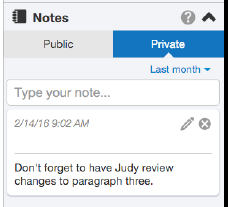 Notes
Public Private
Last month
Type your note...
2/14/16 9:02 AM
Don't forget to have Judy review
changes to paragraph three.